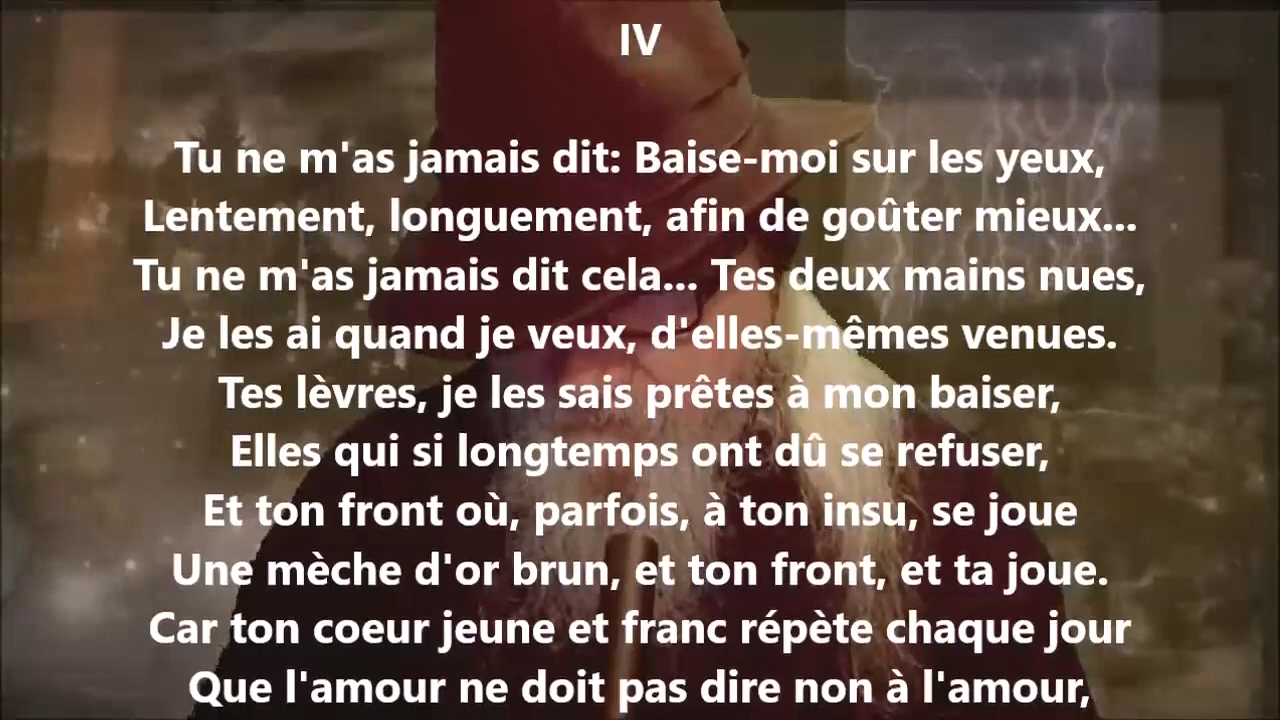 IV
Tu ne m'as jamais dit: Baise-moi sur les yeux,
Lentement, longuement, afin de goûter mieux...
Tu ne m'as jamais dit cela... Tes deux mains nues,
Je les ai quand je veux, d'elles-mêmes venues.
Tes lèvres, je les sais prêtes à mon baiser,
Elles qui si longtemps ont dû se refuser,
Et ton front où, parfois, à ton insu, se joue
Une mèche d'or brun, et ton front, et ta joue.
Car ton coeur jeune et franc répète chaque jour
Que l'amour ne doit pas dire non à l'amour,